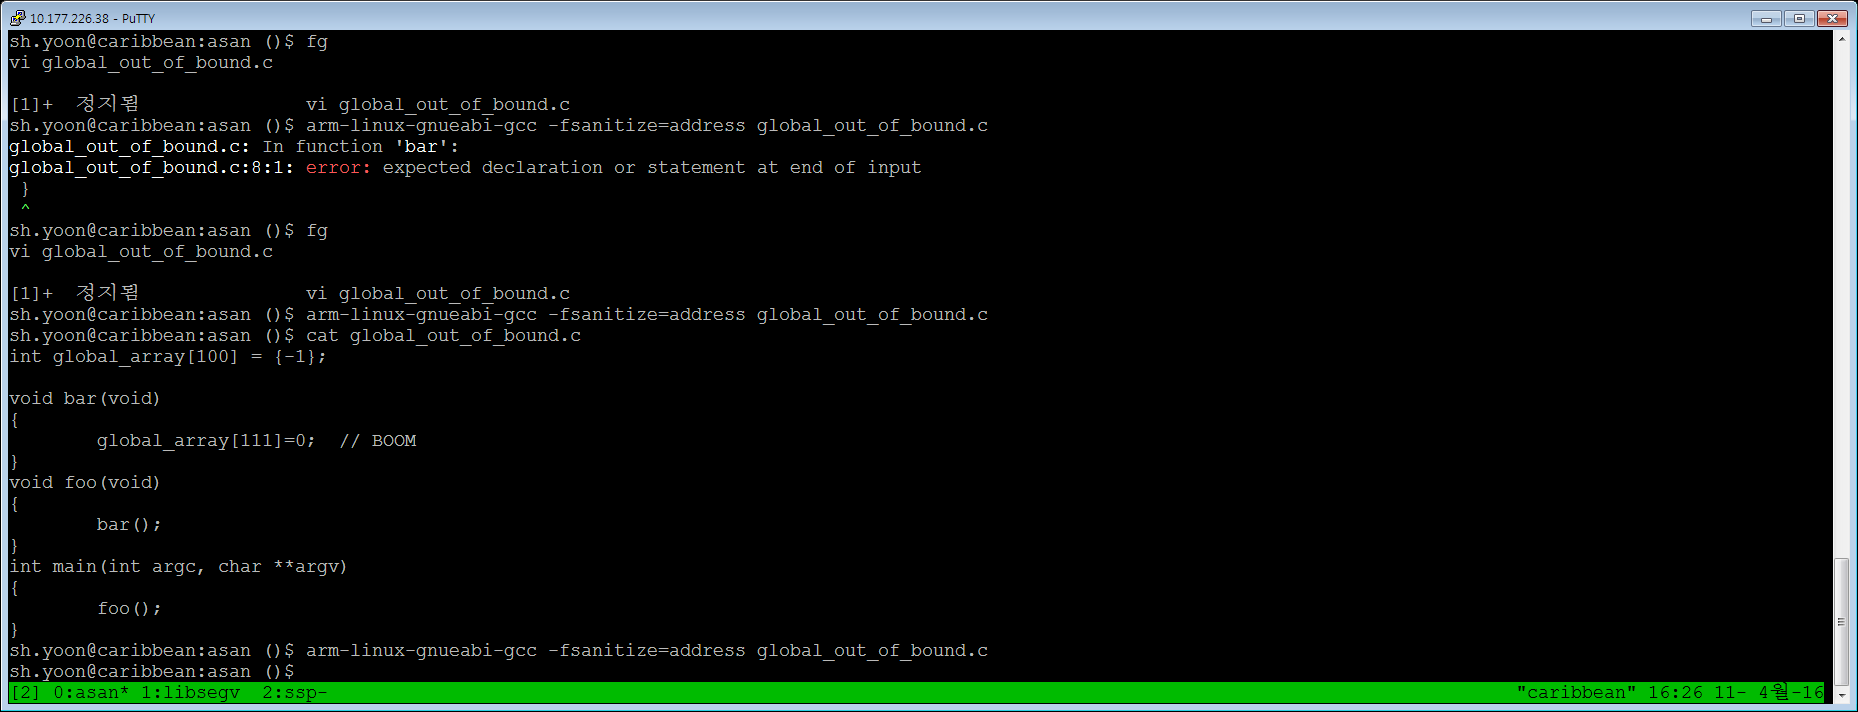 10.177.226.38 - PuTTY
sh.yoon@caribbean:asan ()$ fg
vi global_out_of_bound.c
[1]+  정지됨               vi global_out_of_bound.c
sh.yoon@caribbean:asan ()$ arm-linux-gnueabi-gcc -fsanitize=address global_out_of_bound.c
global_out_of_bound.c: In function 'bar':
global_out_of_bound.c:8:1: error: expected declaration or statement at end of input
 }
 ^
sh.yoon@caribbean:asan ()$ fg
vi global_out_of_bound.c
[1]+  정지됨               vi global_out_of_bound.c
sh.yoon@caribbean:asan ()$ arm-linux-gnueabi-gcc -fsanitize=address global_out_of_bound.c
sh.yoon@caribbean:asan ()$ cat global_out_of_bound.c
int global_array[100] = {-1};
void bar(void)
{
        global_array[111]=0;  // BOOM
}
void foo(void)
{
        bar();
}
int main(int argc, char **argv)
{
        foo();
}
sh.yoon@caribbean:asan ()$ arm-linux-gnueabi-gcc -fsanitize=address global_out_of_bound.c
sh.yoon@caribbean:asan ()$
[2] 0:asan* 1:libsegv  2:ssp-  "caribbean" 16:26 11- 4월-16